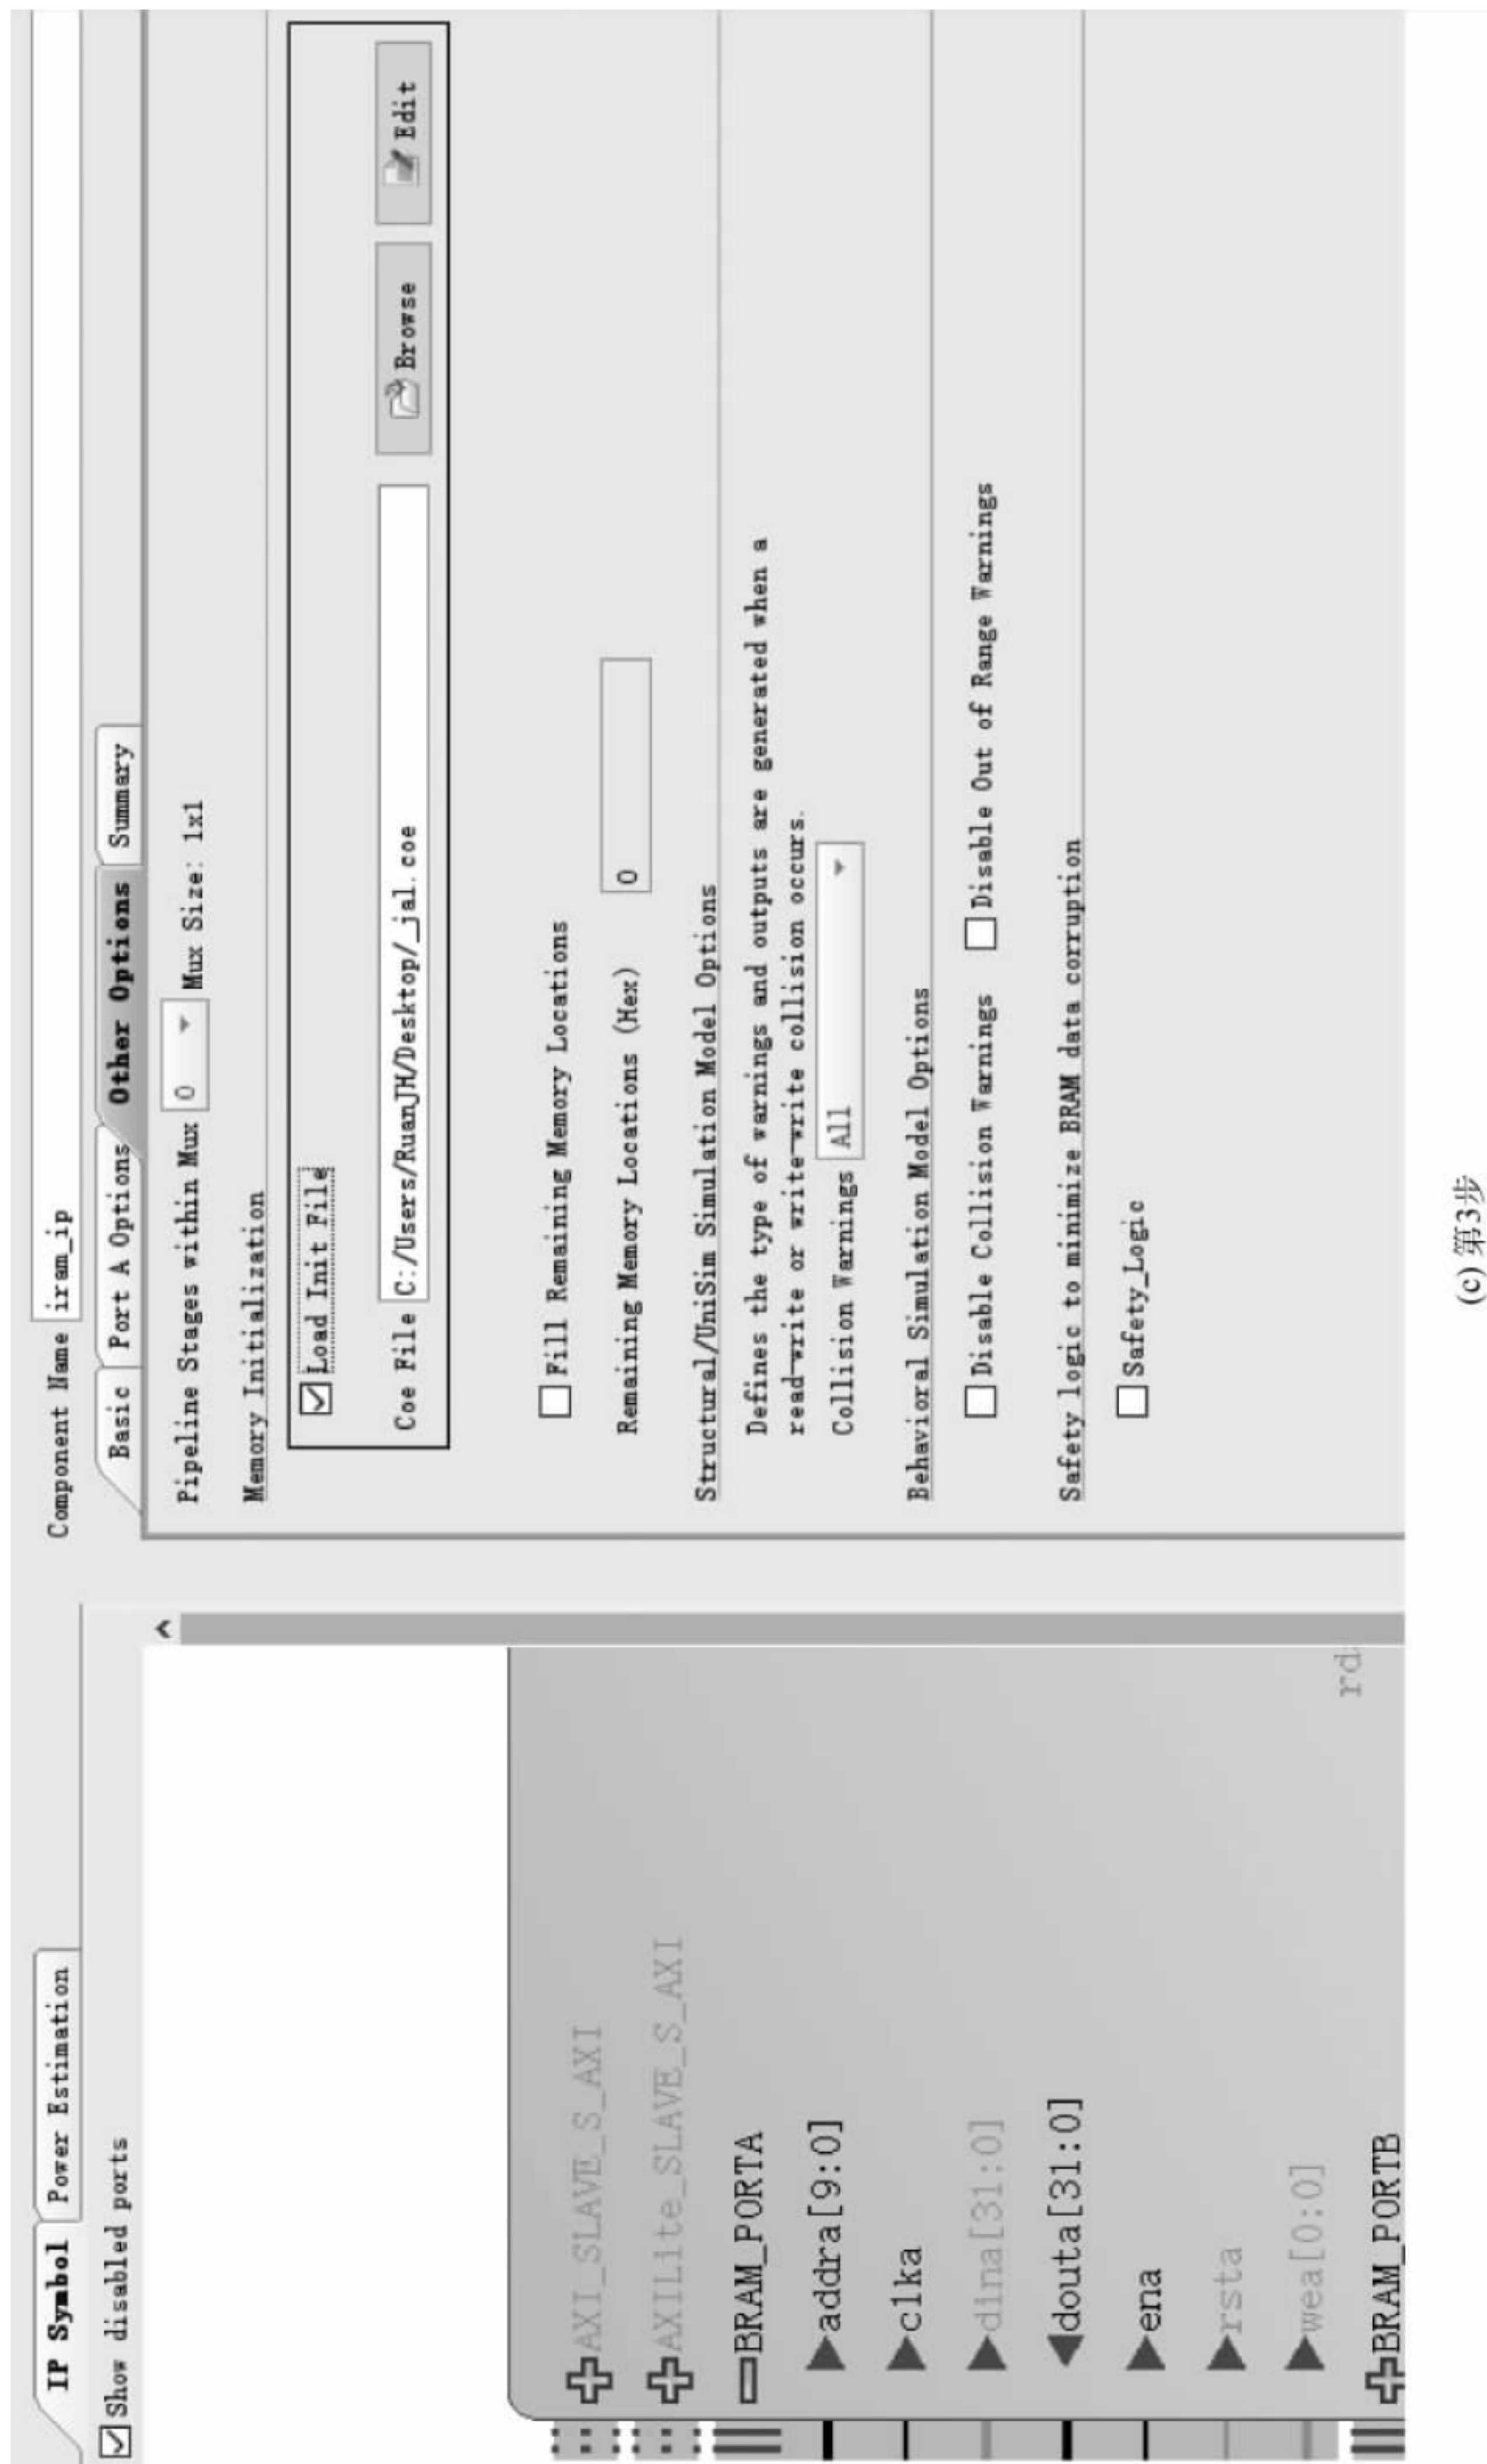 IP Symbol Power Estimation
Show disabled ports
AXI_SLAVE_S_AXI
AXILite_SLAVE_S_AXI
BRAM_PORTA
addra[9:0]
clka
dina[31:0]
douta[31:0]
ena
rsta
wea[0:0]
rd
BRAM_PORTB
Component Name iram_ip
Basic Port A Options Other Options Summary
Pipeline Stages within Mux 0 Mux Size: 1x1
Memory Initialization
Load Init File
Coe File C:/Users/RuanJH/Desktop/_jal.coe Browse Edit
Fill Remaining Memory Locations
Remaining Memory Locations (Hex) 0
Structural/UniSim Simulation Model Options
Defines the type of warnings and outputs are generated when a
read-write or write-write collision occurs.
Collision Warnings All
Behavioral Simulation Model Options
Disable Collision Warnings Disable Out of Range Warnings
Safety logic to minimize BRAM data corruption
Safety_Logic
(c) 第3步